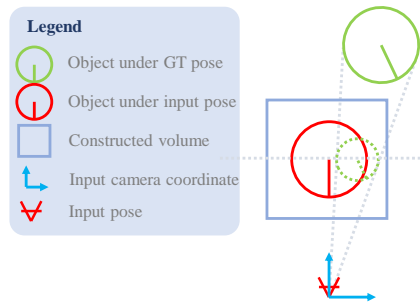 Legend
Object under GT pose
Object under input pose
Constructed volume
Input camera coordinate
Input pose